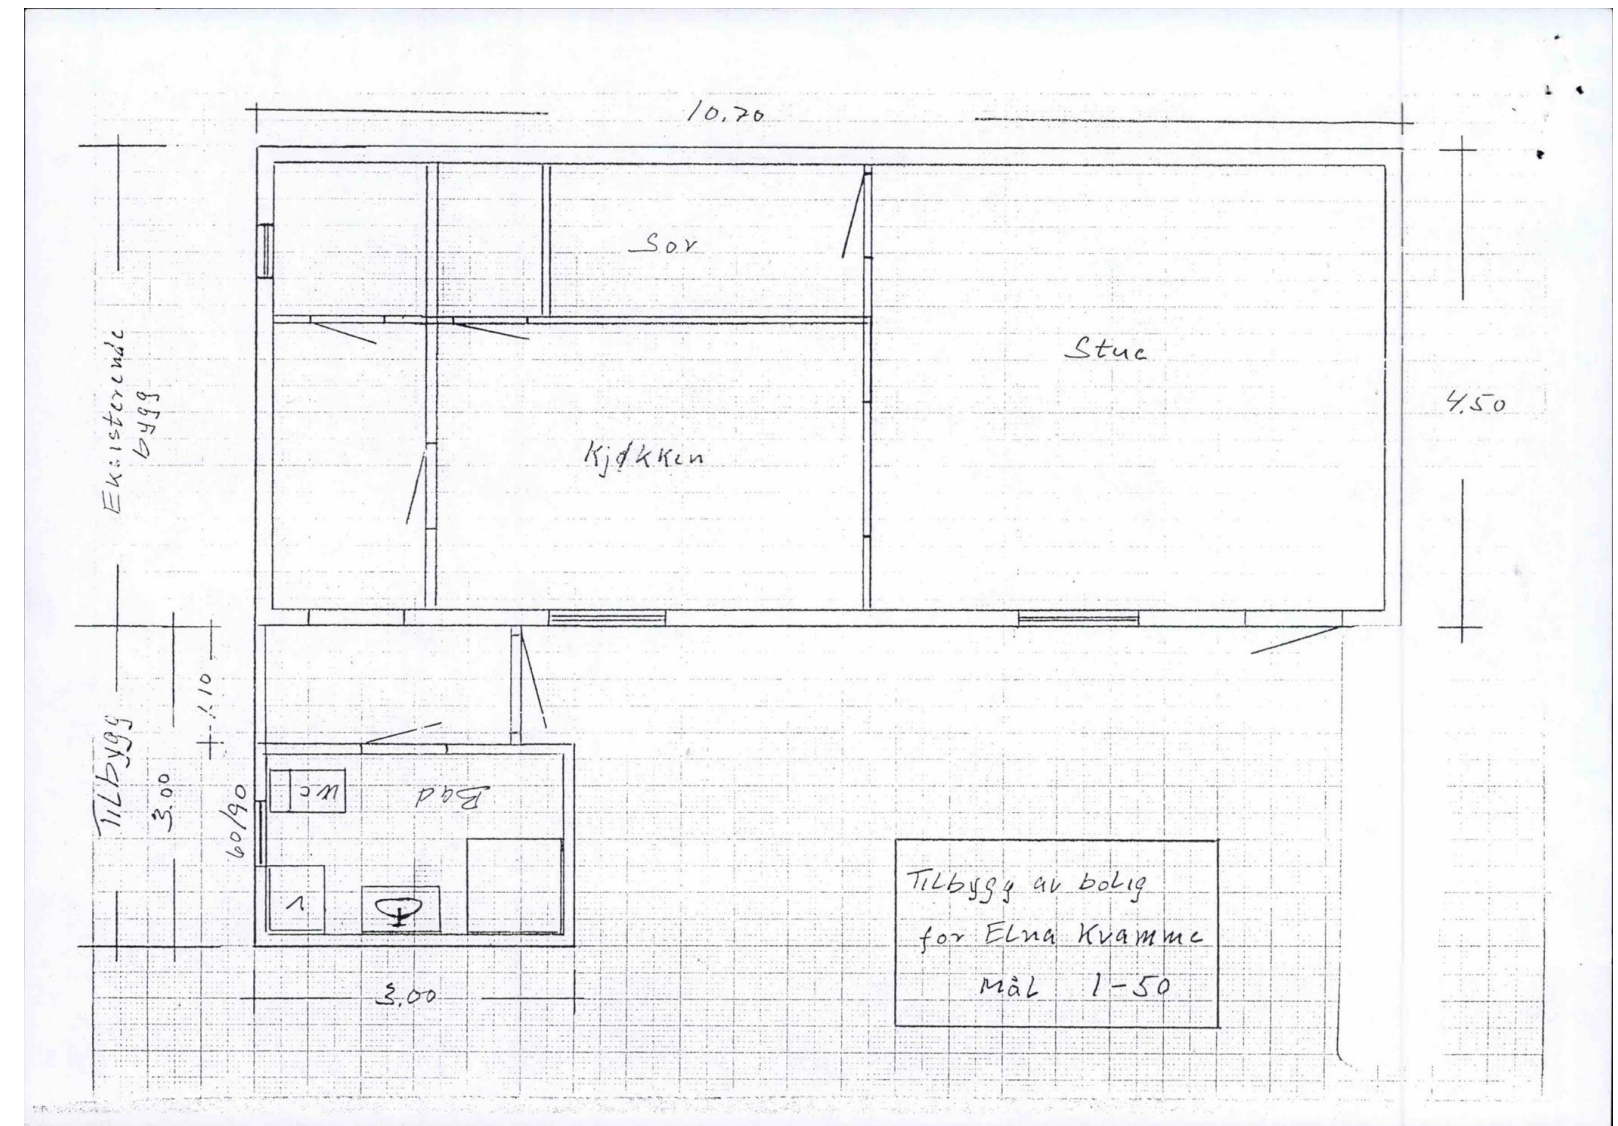 10.70
Sov
Stue
Kjøkken
4.50
Eksisterende
bygg
Tilbygg
3.00
1.10
60/90
WC
Bad
V
3.00
Tilbygg av bolig
for Elna Kvamme
Mål 1-50